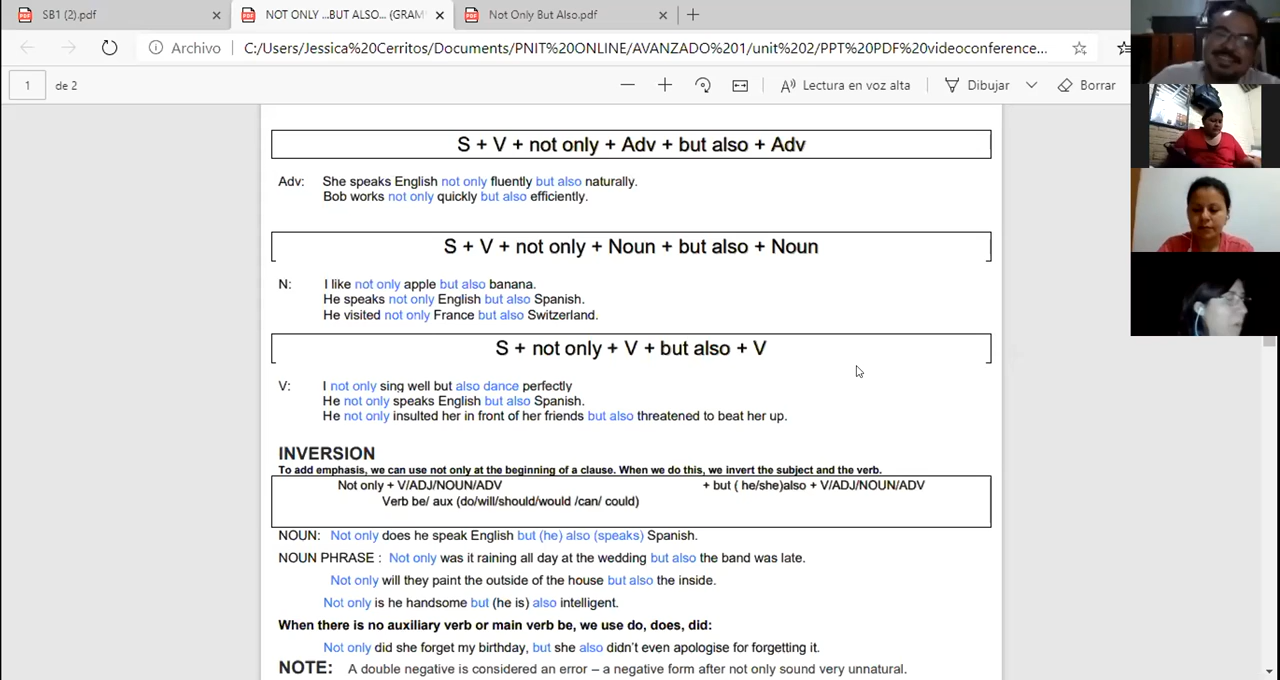 SB1 (2).pdf
NOT ONLY ...BUT ALSO... (GRAM
Not Only But Also.pdf
Archivo
C:/Users/Jessica%20Cerritos/Documents/PNIT%20ONLINE/AVANZADO%201/unit%202/PPT%20PDF%20videoconference...
1 de 2
Lectura en voz alta
Dibujar
Borrar
S + V + not only + Adv + but also + Adv
Adv: She speaks English not only fluently but also naturally.
Bob works not only quickly but also efficiently.
S + V + not only + Noun + but also + Noun
N: I like not only apple but also banana.
He speaks not only English but also Spanish.
He visited not only France but also Switzerland.
S + not only + V + but also + V
V: I not only sing well but also dance perfectly
He not only speaks English but also Spanish.
He not only insulted her in front of her friends but also threatened to beat her up.
INVERSION
To add emphasis, we can use not only at the beginning of a clause. When we do this, we invert the subject and the verb.
Not only + V/ADJ/NOUN/ADV + but ( he/she)also + V/ADJ/NOUN/ADV
Verb be/ aux (do/will/should/would /can/ could)
NOUN: Not only does he speak English but (he) also (speaks) Spanish.
NOUN PHRASE : Not only was it raining all day at the wedding but also the band was late.
Not only will they paint the outside of the house but also the inside.
Not only is he handsome but (he is) also intelligent.
When there is no auxiliary verb or main verb be, we use do, does, did:
Not only did she forget my birthday, but she also didn't even apologise for forgetting it.
NOTE: A double negative is considered an error – a negative form after not only sound very unnatural.